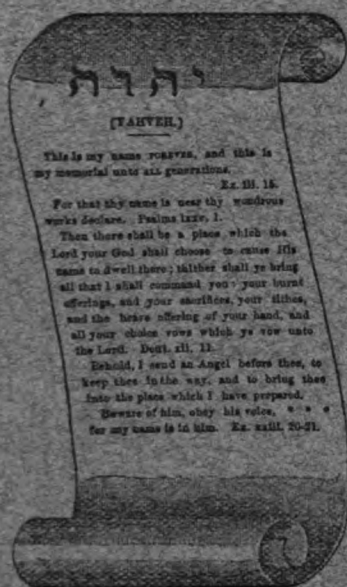 יהוה
[YAHVEH.]
This is my name FOREVER, and this is
my memorial unto ALL generations.
Ex. iii. 15.
For that thy name is near thy wondrous
works declare. Psalms lxxv, 1.
Then there shall be a place which the
Lord your God shall choose to cause His
name to dwell there; thither shall ye bring
all that I shall command you; your burnt
offerings, and your sacrifices, your tithes,
and the heave offering of your hand, and
all your choice vows which ye vow unto
the Lord. Deut. xii, 11.
Behold, I send an Angel before thee, to
keep thee in the way, and to bring thee
into the place which I have prepared.
Beware of him, obey his voice, * * *
for my name is in him. Ex. xxiii. 20-21.